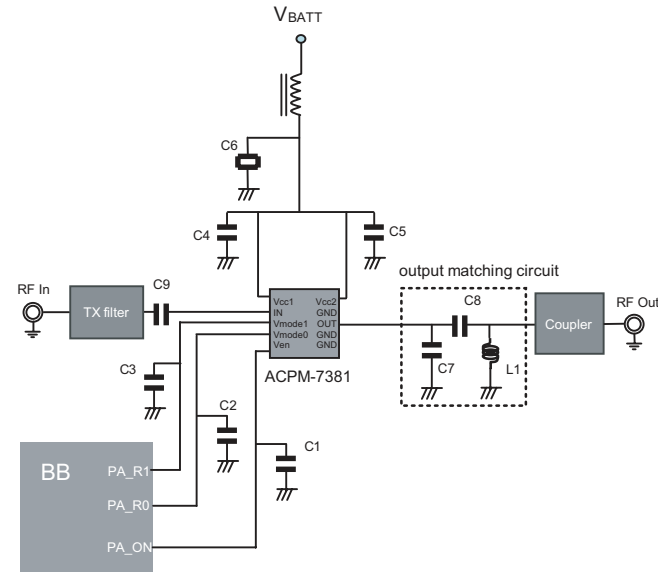 VBATT
C6
C4
C5
output matching circuit
RF In
C9
C8
RF Out
TX filter
Vcc1
Vcc2
IN
GND
Vmode1
OUT
Vmode0
GND
Ven
GND
Coupler
C7
L1
C3
ACPM-7381
C2
C1
BB
PA_R1
PA_R0
PA_ON